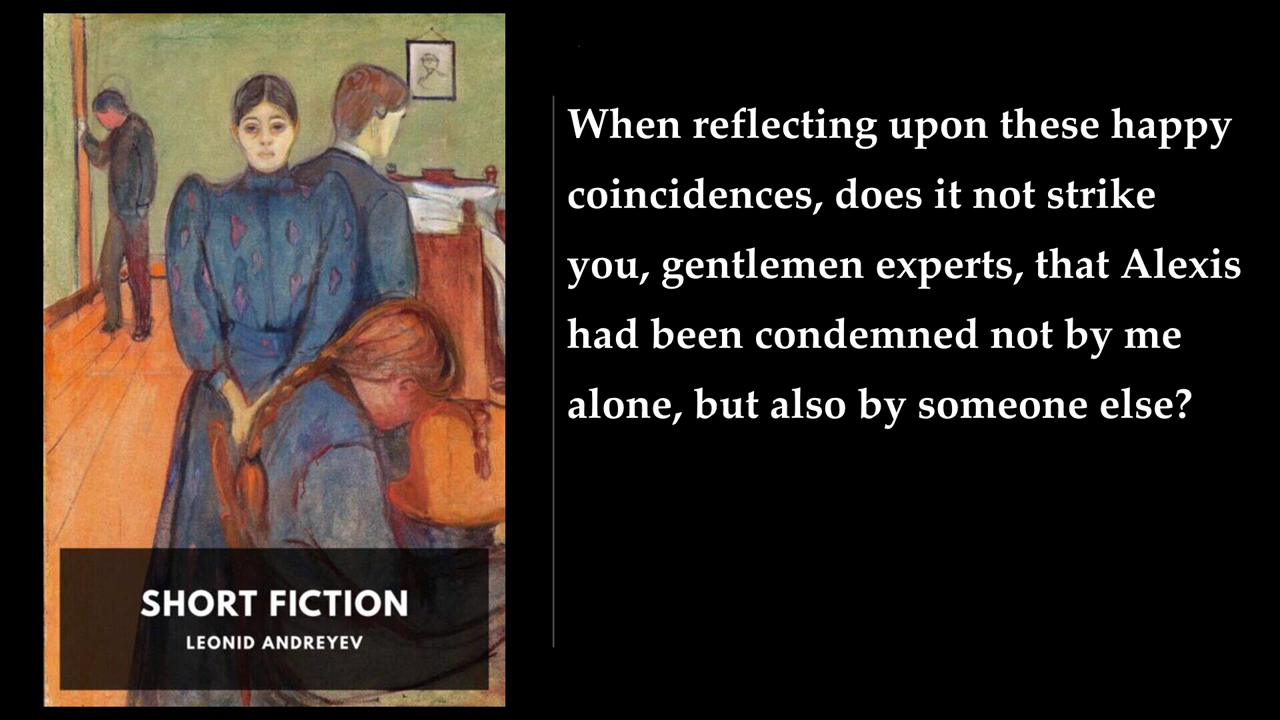 When reflecting upon these happy
coincidences, does it not strike
you, gentlemen experts, that Alexis
had been condemned not by me
alone, but also by someone else?
SHORT FICTION
LEONID ANDREYEV